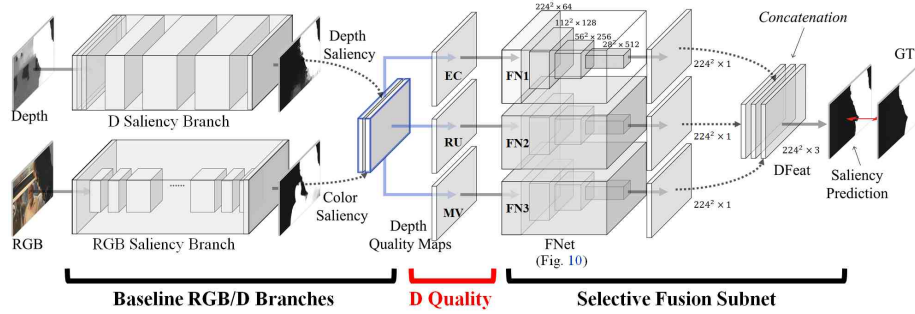 224² × 64
112² × 128
56² × 256
28² × 512
Concatenation
Depth
Saliency
GT
EC
FN1
224² × 1
Depth
D Saliency Branch
RU
FN2
224² × 1
224² × 3
DFeat
Saliency
Prediction
Color
Saliency
MV
FN3
224² × 1
RGB
RGB Saliency Branch
Depth
Quality Maps
FNet
(Fig. 10)
Baseline RGB/D Branches
D Quality
Selective Fusion Subnet